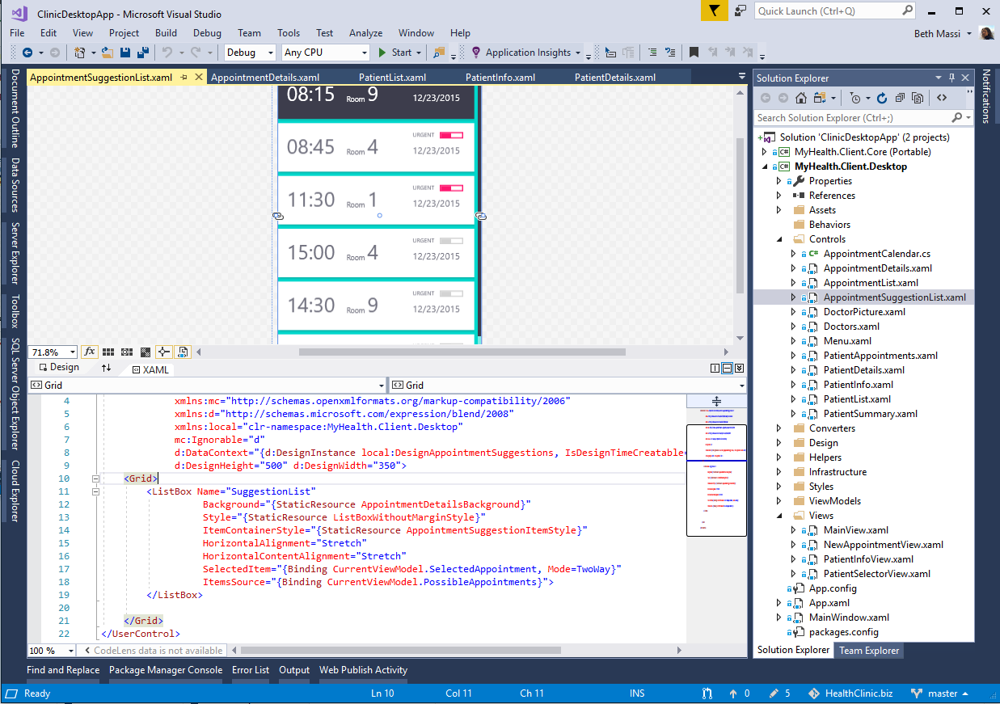 ClinicDesktopApp - Microsoft Visual Studio
Quick Launch (Ctrl+Q)
File Edit View Project Build Debug Team Tools Test Analyze Window Help
Beth Massi
Debug Any CPU Start Application Insights
AppointmentSuggestionList.xaml AppointmentDetails.xaml PatientList.xaml PatientInfo.xaml PatientDetails.xaml
Document Outline
Data Sources
Server Explorer
Toolbox
SQL Server Object Explorer
Cloud Explorer
08:15 Room 9 12/23/2015
URGENT
08:45 Room 4 12/23/2015
URGENT
11:30 Room 1 12/23/2015
URGENT
15:00 Room 4 12/23/2015
URGENT
14:30 Room 9 12/23/2015
71.8% fx
Design XAML
Grid Grid
4 xmlns:mc="http://schemas.openxmlformats.org/markup-compatibility/2006"
5 xmlns:d="http://schemas.microsoft.com/expression/blend/2008"
6 xmlns:local="clr-namespace:MyHealth.Client.Desktop"
7 mc:Ignorable="d"
8 d:DataContext="{d:DesignInstance local:DesignAppointmentSuggestions, IsDesignTimeCreatable=
9 d:DesignHeight="500" d:DesignWidth="350">
10 <Grid>
11 <ListBox Name="SuggestionList"
12 Background="{StaticResource AppointmentDetailsBackground}"
13 Style="{StaticResource ListBoxWithoutMarginStyle}"
14 ItemContainerStyle="{StaticResource AppointmentSuggestionItemStyle}"
15 HorizontalAlignment="Stretch"
16 HorizontalContentAlignment="Stretch"
17 SelectedItem="{Binding CurrentViewModel.SelectedAppointment, Mode=TwoWay}"
18 ItemsSource="{Binding CurrentViewModel.PossibleAppointments}">
19 </ListBox>
20
21 </Grid>
22 </UserControl>
100 % CodeLens data is not available
Solution Explorer
Search Solution Explorer (Ctrl+;)
Solution 'ClinicDesktopApp' (2 projects)
C# MyHealth.Client.Core (Portable)
C# MyHealth.Client.Desktop
Properties
References
Assets
Behaviors
Controls
C# AppointmentCalendar.cs
AppointmentDetails.xaml
AppointmentList.xaml
AppointmentSuggestionList.xaml
DoctorPicture.xaml
Doctors.xaml
Menu.xaml
PatientAppointments.xaml
PatientDetails.xaml
PatientInfo.xaml
PatientList.xaml
PatientSummary.xaml
Converters
Design
Helpers
Infrastructure
Styles
ViewModels
Views
MainView.xaml
NewAppointmentView.xaml
PatientInfoView.xaml
PatientSelectorView.xaml
App.config
App.xaml
MainWindow.xaml
packages.config
Solution Explorer Team Explorer
Notifications
Find and Replace Package Manager Console Error List Output Web Publish Activity
Ready Ln 10 Col 11 Ch 11 INS 0 5 HealthClinic.biz master